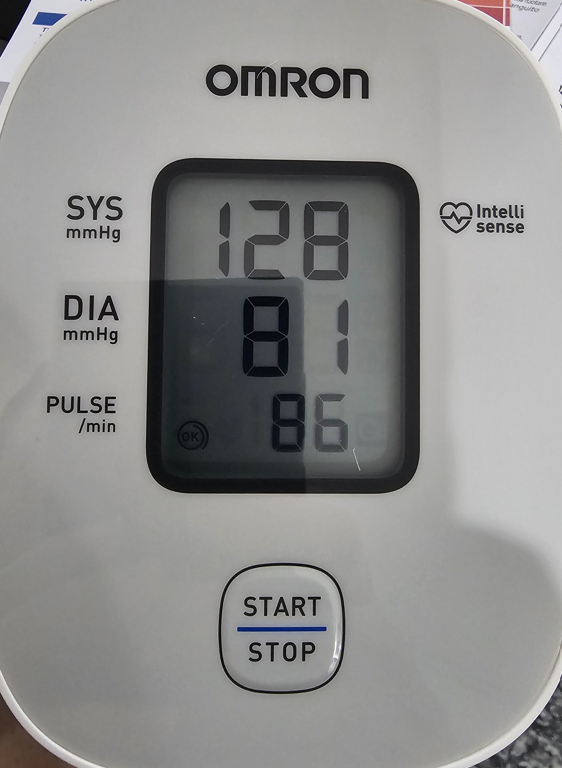 OMRON
SYS
mmHg
128
Intelli
sense
DIA
mmHg
81
PULSE
/min
OK
86
START
STOP